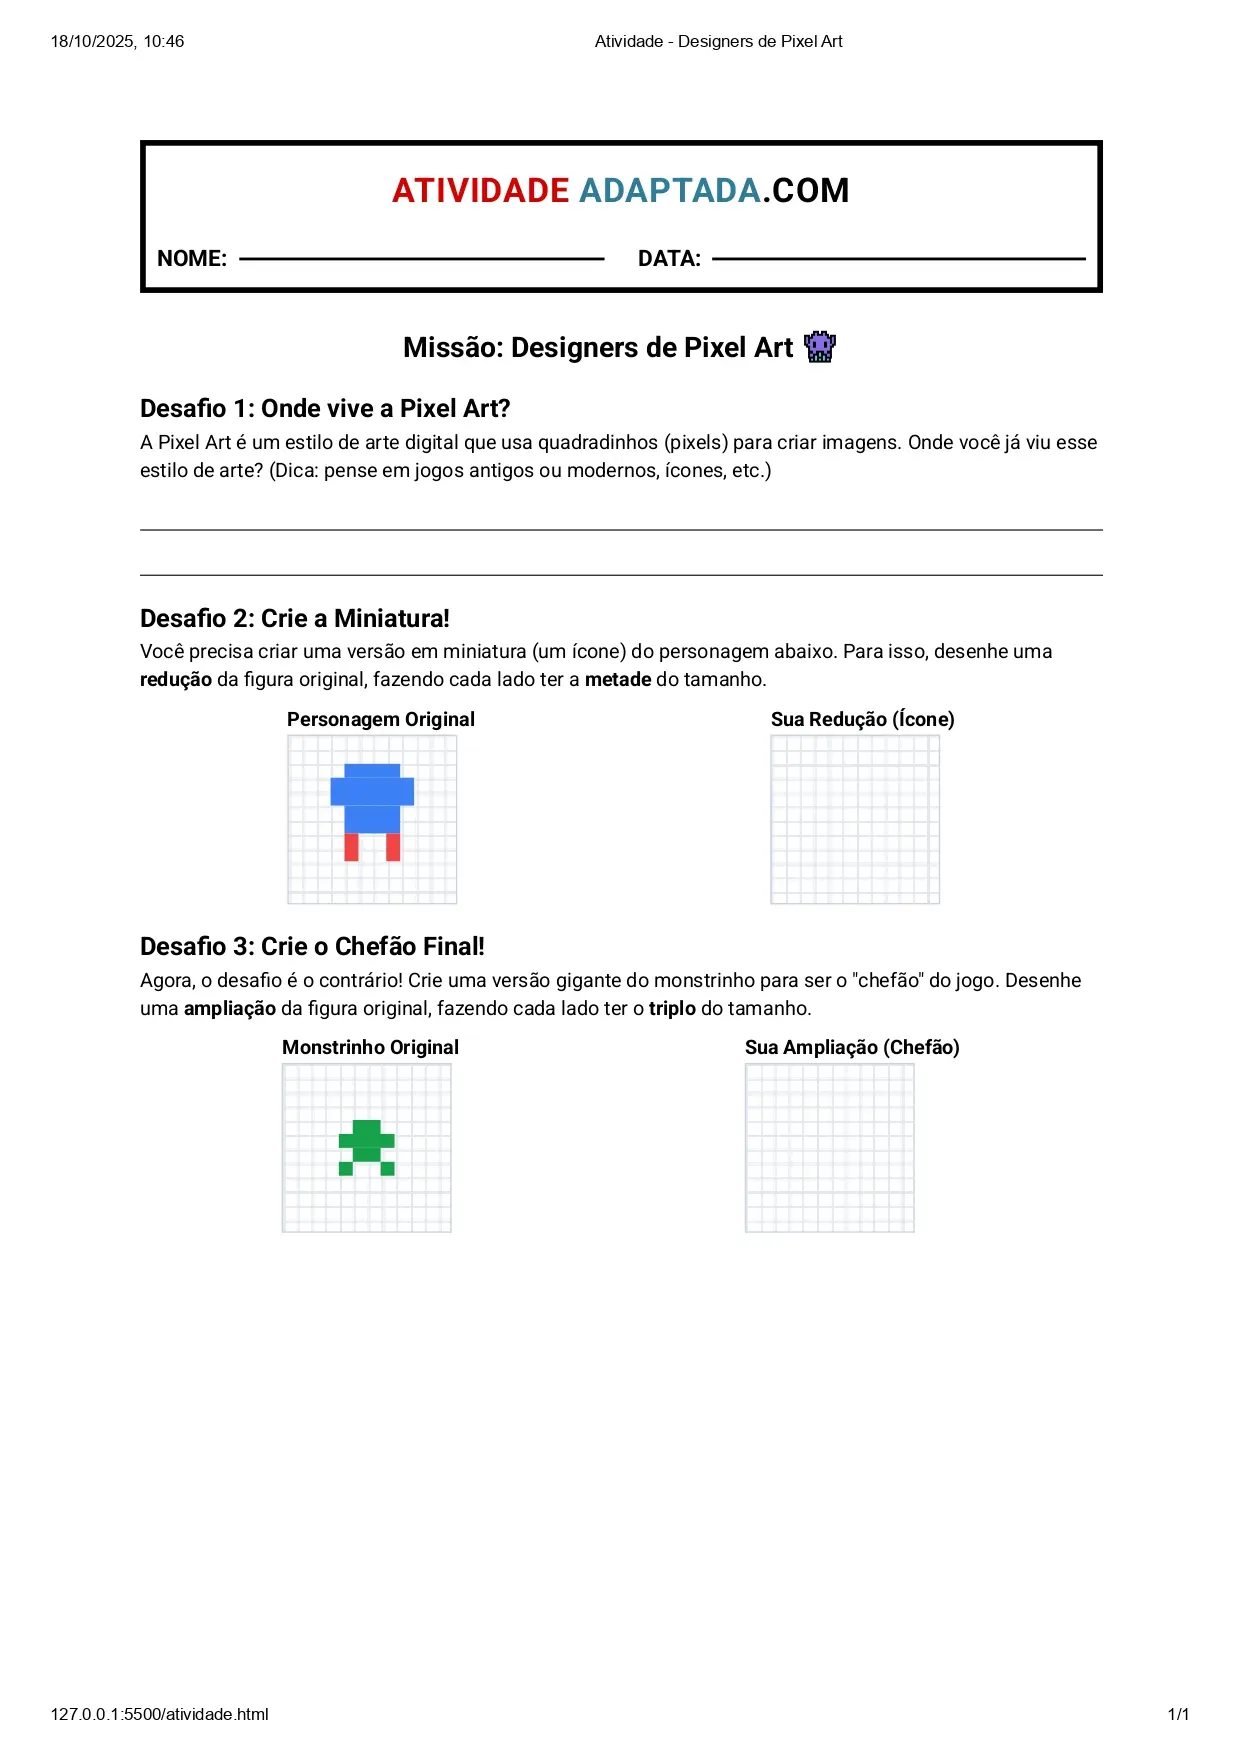 18/10/2025, 10:46
Atividade - Designers de Pixel Art
ATIVIDADE ADAPTADA.COM
NOME:
DATA:
Missão: Designers de Pixel Art
Desafio 1: Onde vive a Pixel Art?
A Pixel Art é um estilo de arte digital que usa quadradinhos (pixels) para criar imagens. Onde você já viu esse
estilo de arte? (Dica: pense em jogos antigos ou modernos, ícones, etc.)
Desafio 2: Crie a Miniatura!
Você precisa criar uma versão em miniatura (um ícone) do personagem abaixo. Para isso, desenhe uma
redução da figura original, fazendo cada lado ter a metade do tamanho.
Personagem Original
Sua Redução (Ícone)
Desafio 3: Crie o Chefão Final!
Agora, o desafio é o contrário! Crie uma versão gigante do monstrinho para ser o "chefão" do jogo. Desenhe
uma ampliação da figura original, fazendo cada lado ter o triplo do tamanho.
Monstrinho Original
Sua Ampliação (Chefão)
127.0.0.1:5500/atividade.html
1/1